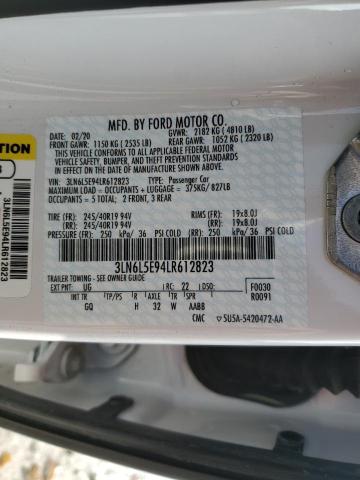 MFD. BY FORD MOTOR CO.
02/20 GVWR: 2182 KG (4810 LB)
FRONT GAWR: 1150 KG (2535 LB) REAR GAWR: 1052 KG (2320 LB)
THIS VEHICLE CONFORMS TO ALL APPLICABLE FEDERAL MOTOR
VEHICLE SAFETY, BUMPER, AND THEFT PREVENTION
STANDARDS IN EFFECT ON THE DATE OF MANUFACTURE SHOWN ABOVE.
VIN: 3LN6L5E94LR612823 TYPE: Passenger Car
MAXIMUM LOAD = OCCUPANTS + LUGGAGE = 375KG/827LB
OCCUPANTS = 5 TOTAL: 2 FRONT, 3 REAR
TIRE (FR): 245/40R19 94V RIMS (FR): 19x8.0J
TIRE (RR): 245/40R19 94V (RR): 19x8.0J
PRESSURE (FR): 250 kPa/ 36 PSI COLD (RR): 250 kPa/ 36 PSI COLD
3LN6L5E94LR612823
TRAILER TOWING - SEE OWNER GUIDE
EXT PNT: UG RC: 22 DSO: F0030
INT TR TP/PS R AXLE TR SPR R0091
GQ H 32 W AABB
CMC 5U5A-5420472-AA
3LN6L5E94LR612823